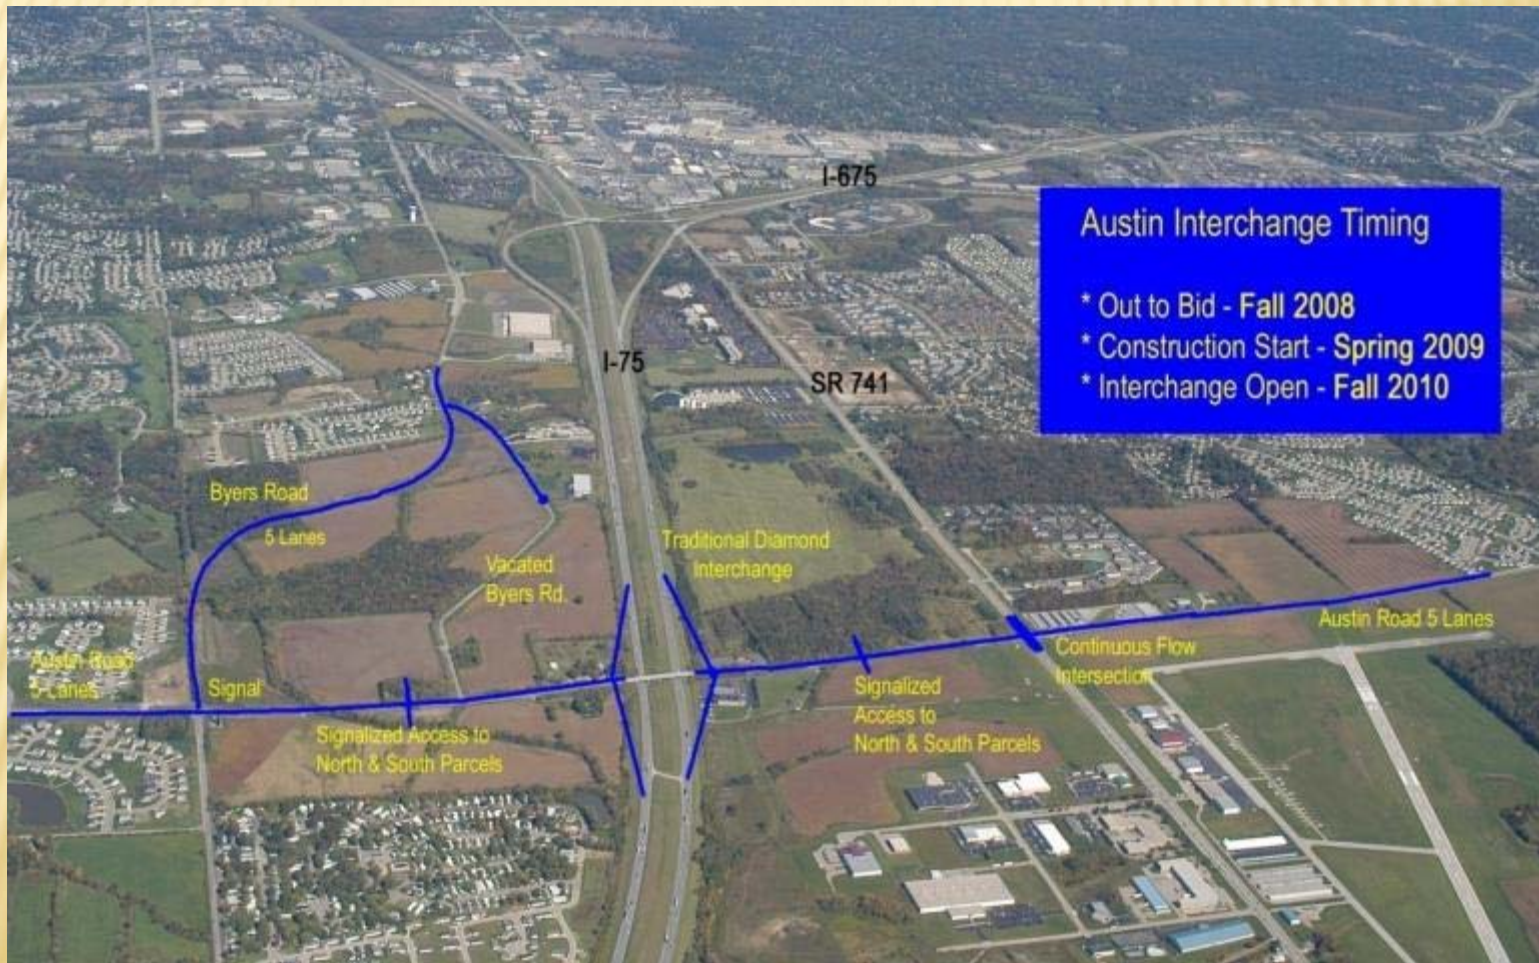 I-675
Austin Interchange Timing
* Out to Bid - Fall 2008
* Construction Start - Spring 2009
* Interchange Open - Fall 2010
I-75
SR 741
Byers Road
5 Lanes
Vacated
Byers Rd.
Traditional Diamond
Interchange
Austin Road 5 Lanes
Continuous Flow
Intersection
Austin Road
5 Lanes
Signal
Signalized
Access to
North & South Parcels
Signalized Access to
North & South Parcels